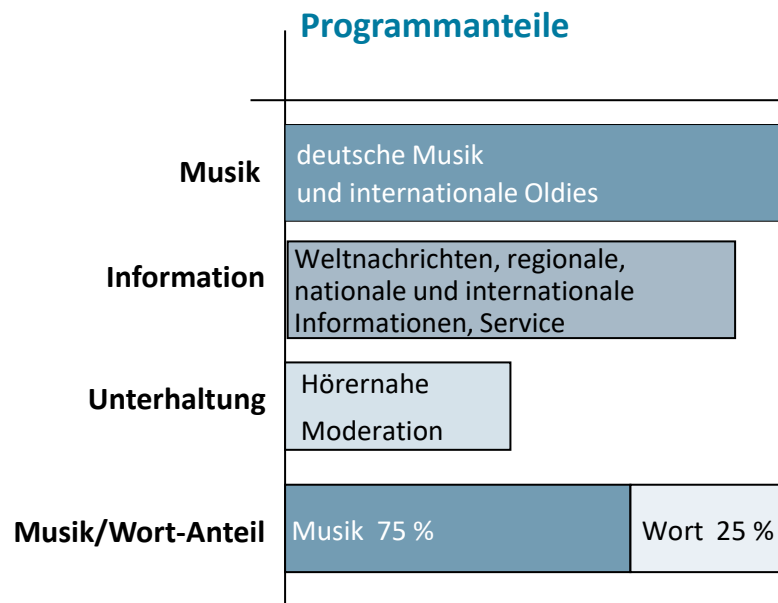 Programmanteile
Musik
deutsche Musik
und internationale Oldies
Information
Weltnachrichten, regionale,
nationale und internationale
Informationen, Service
Unterhaltung
Hörernahe
Moderation
Musik/Wort-Anteil
Musik 75 %
Wort 25 %